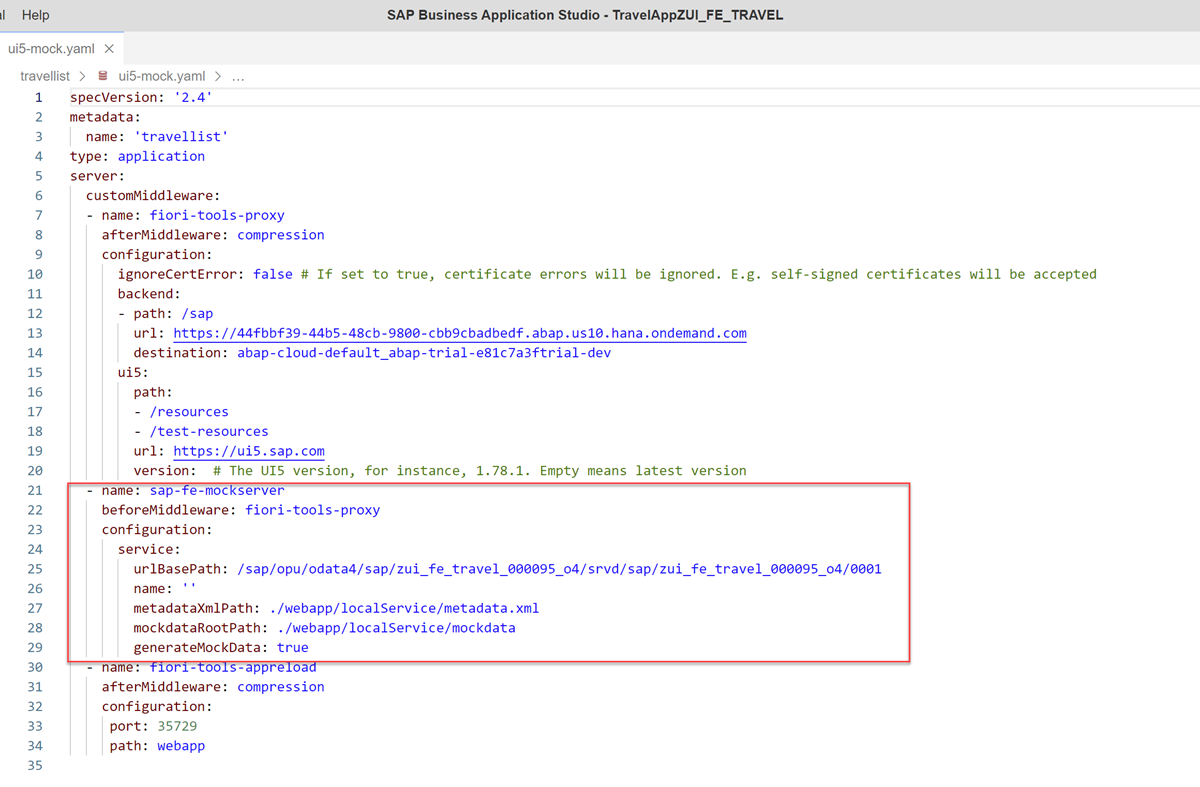 l Help SAP Business Application Studio - TravelAppZUI_FE_TRAVEL
ui5-mock.yaml ×
travellist > ui5-mock.yaml > ...
1 specVersion: '2.4'
2 metadata:
3   name: 'travellist'
4 type: application
5 server:
6   customMiddleware:
7   - name: fiori-tools-proxy
8     afterMiddleware: compression
9     configuration:
10       ignoreCertError: false # If set to true, certificate errors will be ignored. E.g. self-signed certificates will be accepted
11       backend:
12       - path: /sap
13         url: https://44fbbf39-44b5-48cb-9800-cbb9cbadbedf.abap.us10.hana.ondemand.com
14         destination: abap-cloud-default_abap-trial-e81c7a3ftrial-dev
15       ui5:
16         path:
17         - /resources
18         - /test-resources
19         url: https://ui5.sap.com
20         version:  # The UI5 version, for instance, 1.78.1. Empty means latest version
21   - name: sap-fe-mockserver
22     beforeMiddleware: fiori-tools-proxy
23     configuration:
24       service:
25         urlBasePath: /sap/opu/odata4/sap/zui_fe_travel_000095_o4/srvd/sap/zui_fe_travel_000095_o4/0001
26         name: ''
27         metadataXmlPath: ./webapp/localService/metadata.xml
28         mockdataRootPath: ./webapp/localService/mockdata
29         generateMockData: true
30   - name: fiori-tools-appreload
31     afterMiddleware: compression
32     configuration:
33      port: 35729
34      path: webapp
35